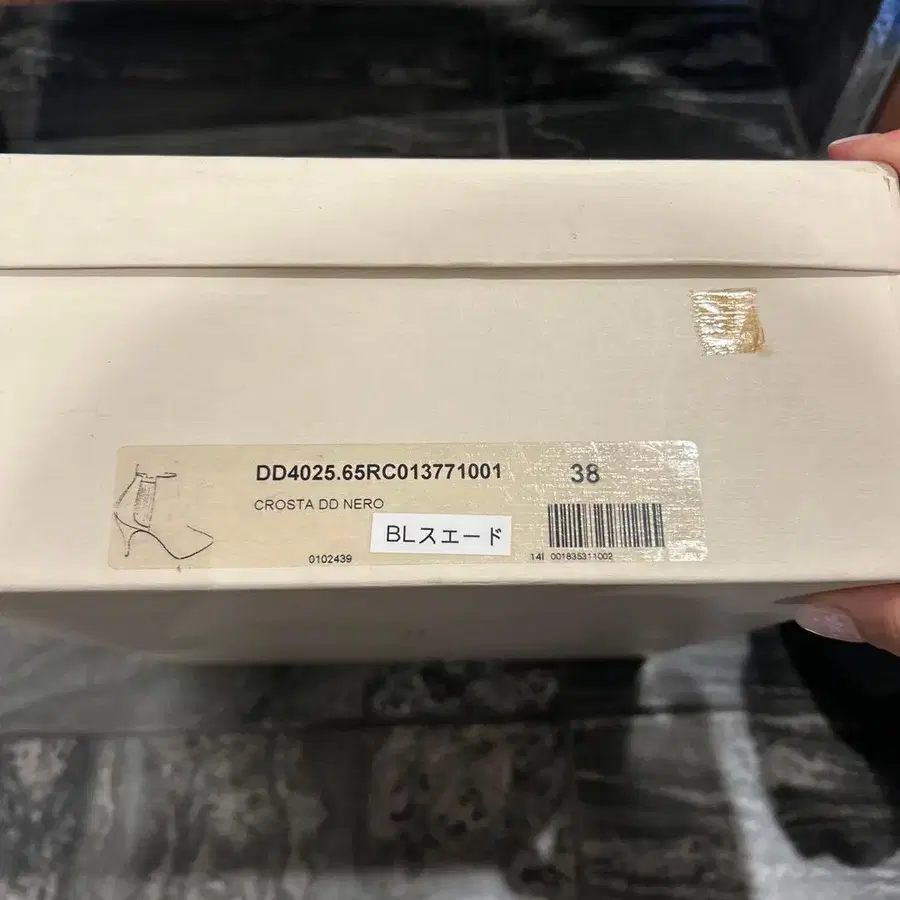 DD4025.65RC013771001 38
CROSTA DD NERO
BLスエード
0102439
14I 001835311002